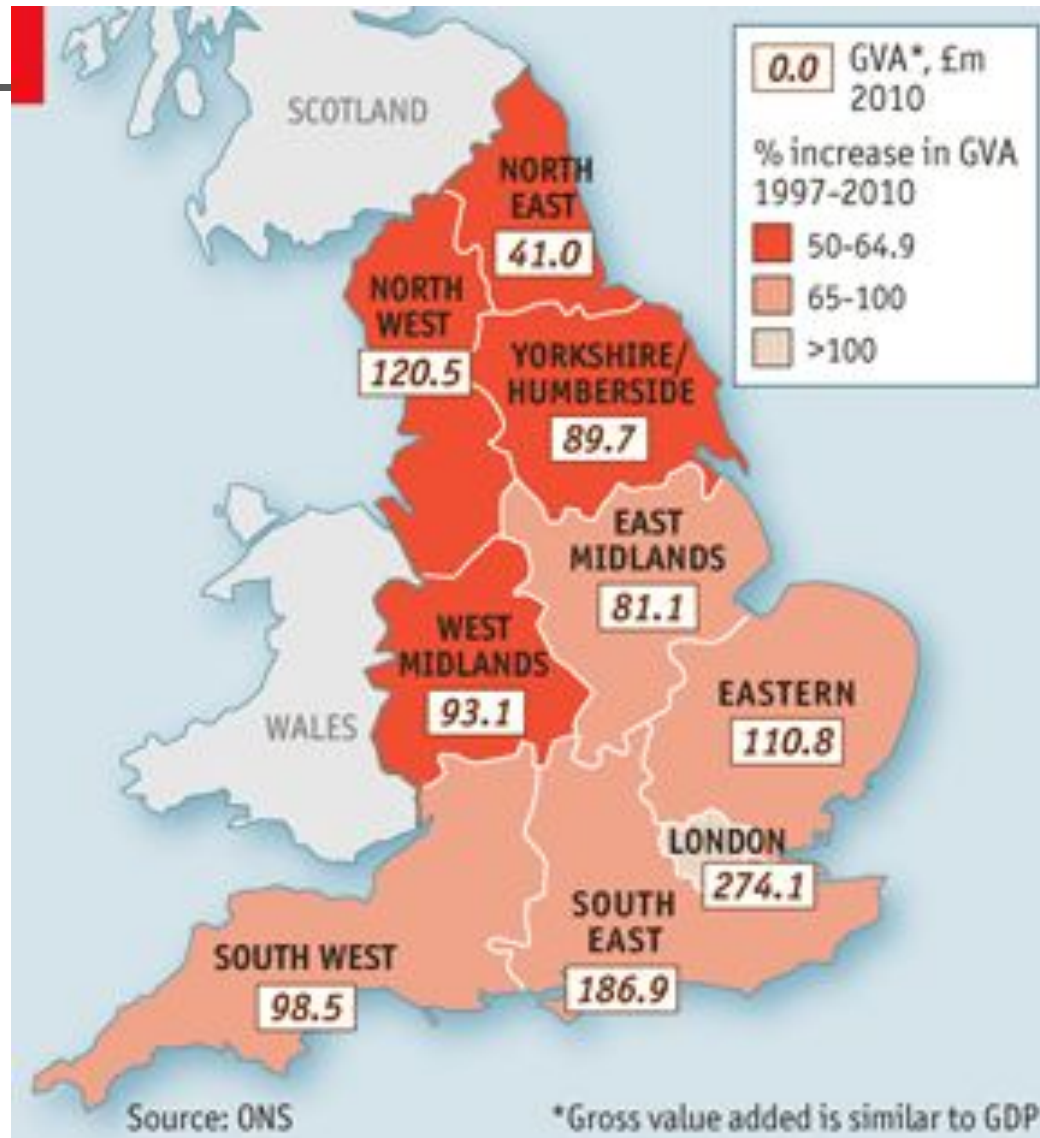 0.0 GVA*, £m
2010
% increase in GVA
1997-2010
50-64.9
65-100
>100
SCOTLAND
NORTH
EAST
41.0
NORTH
WEST
120.5
YORKSHIRE/
HUMBERSIDE
89.7
EAST
MIDLANDS
81.1
WEST
MIDLANDS
93.1
WALES
EASTERN
110.8
LONDON
274.1
SOUTH
EAST
186.9
SOUTH WEST
98.5
Source: ONS
*Gross value added is similar to GDP